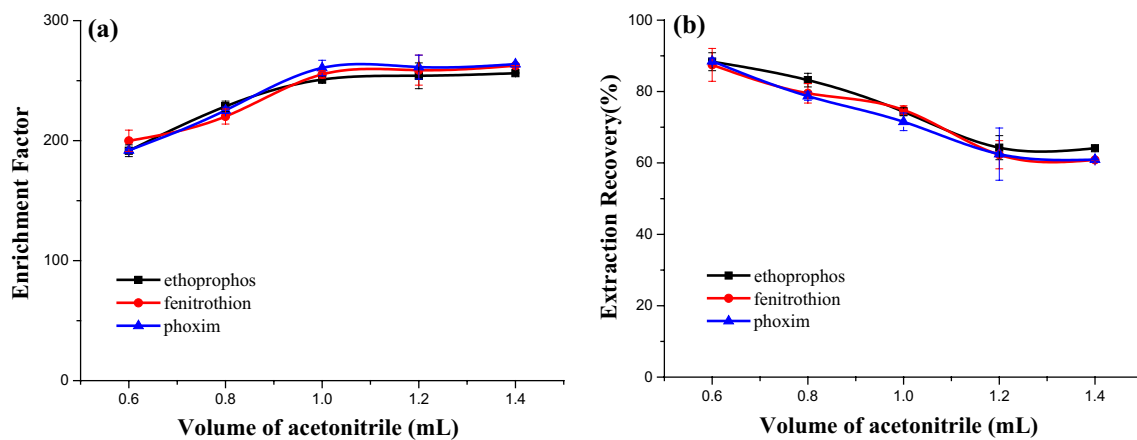 (a)
300
200
100
0
Enrichment Factor
ethoprophos
fenitrothion
phoxim
0.6 0.8 1.0 1.2 1.4
Volume of acetonitrile (mL)
(b)
100
80
60
40
20
0
Extraction Recovery(%)
ethoprophos
fenitrothion
phoxim
0.6 0.8 1.0 1.2 1.4
Volume of acetonitrile (mL)